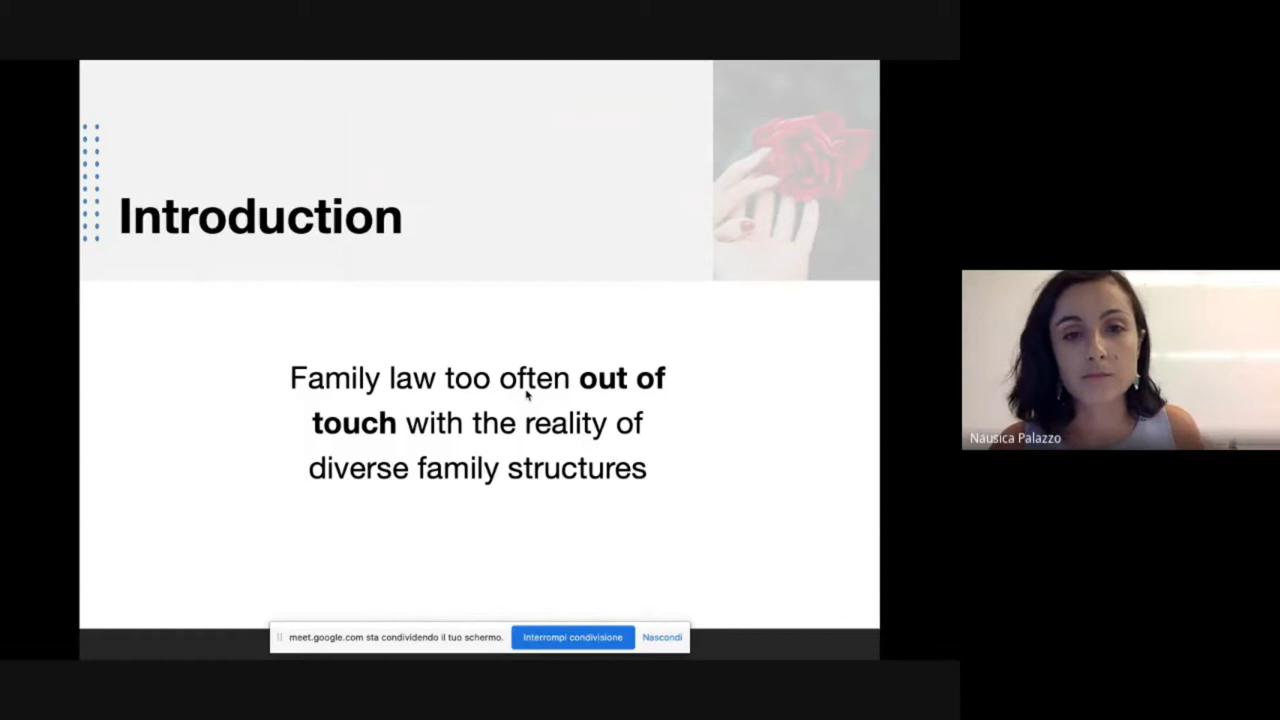 Introduction
Family law too often out of
touch with the reality of
diverse family structures
Nausica Palazzo
meet.google.com sta condividendo il tuo schermo. Interrompi condivisione Nascondi